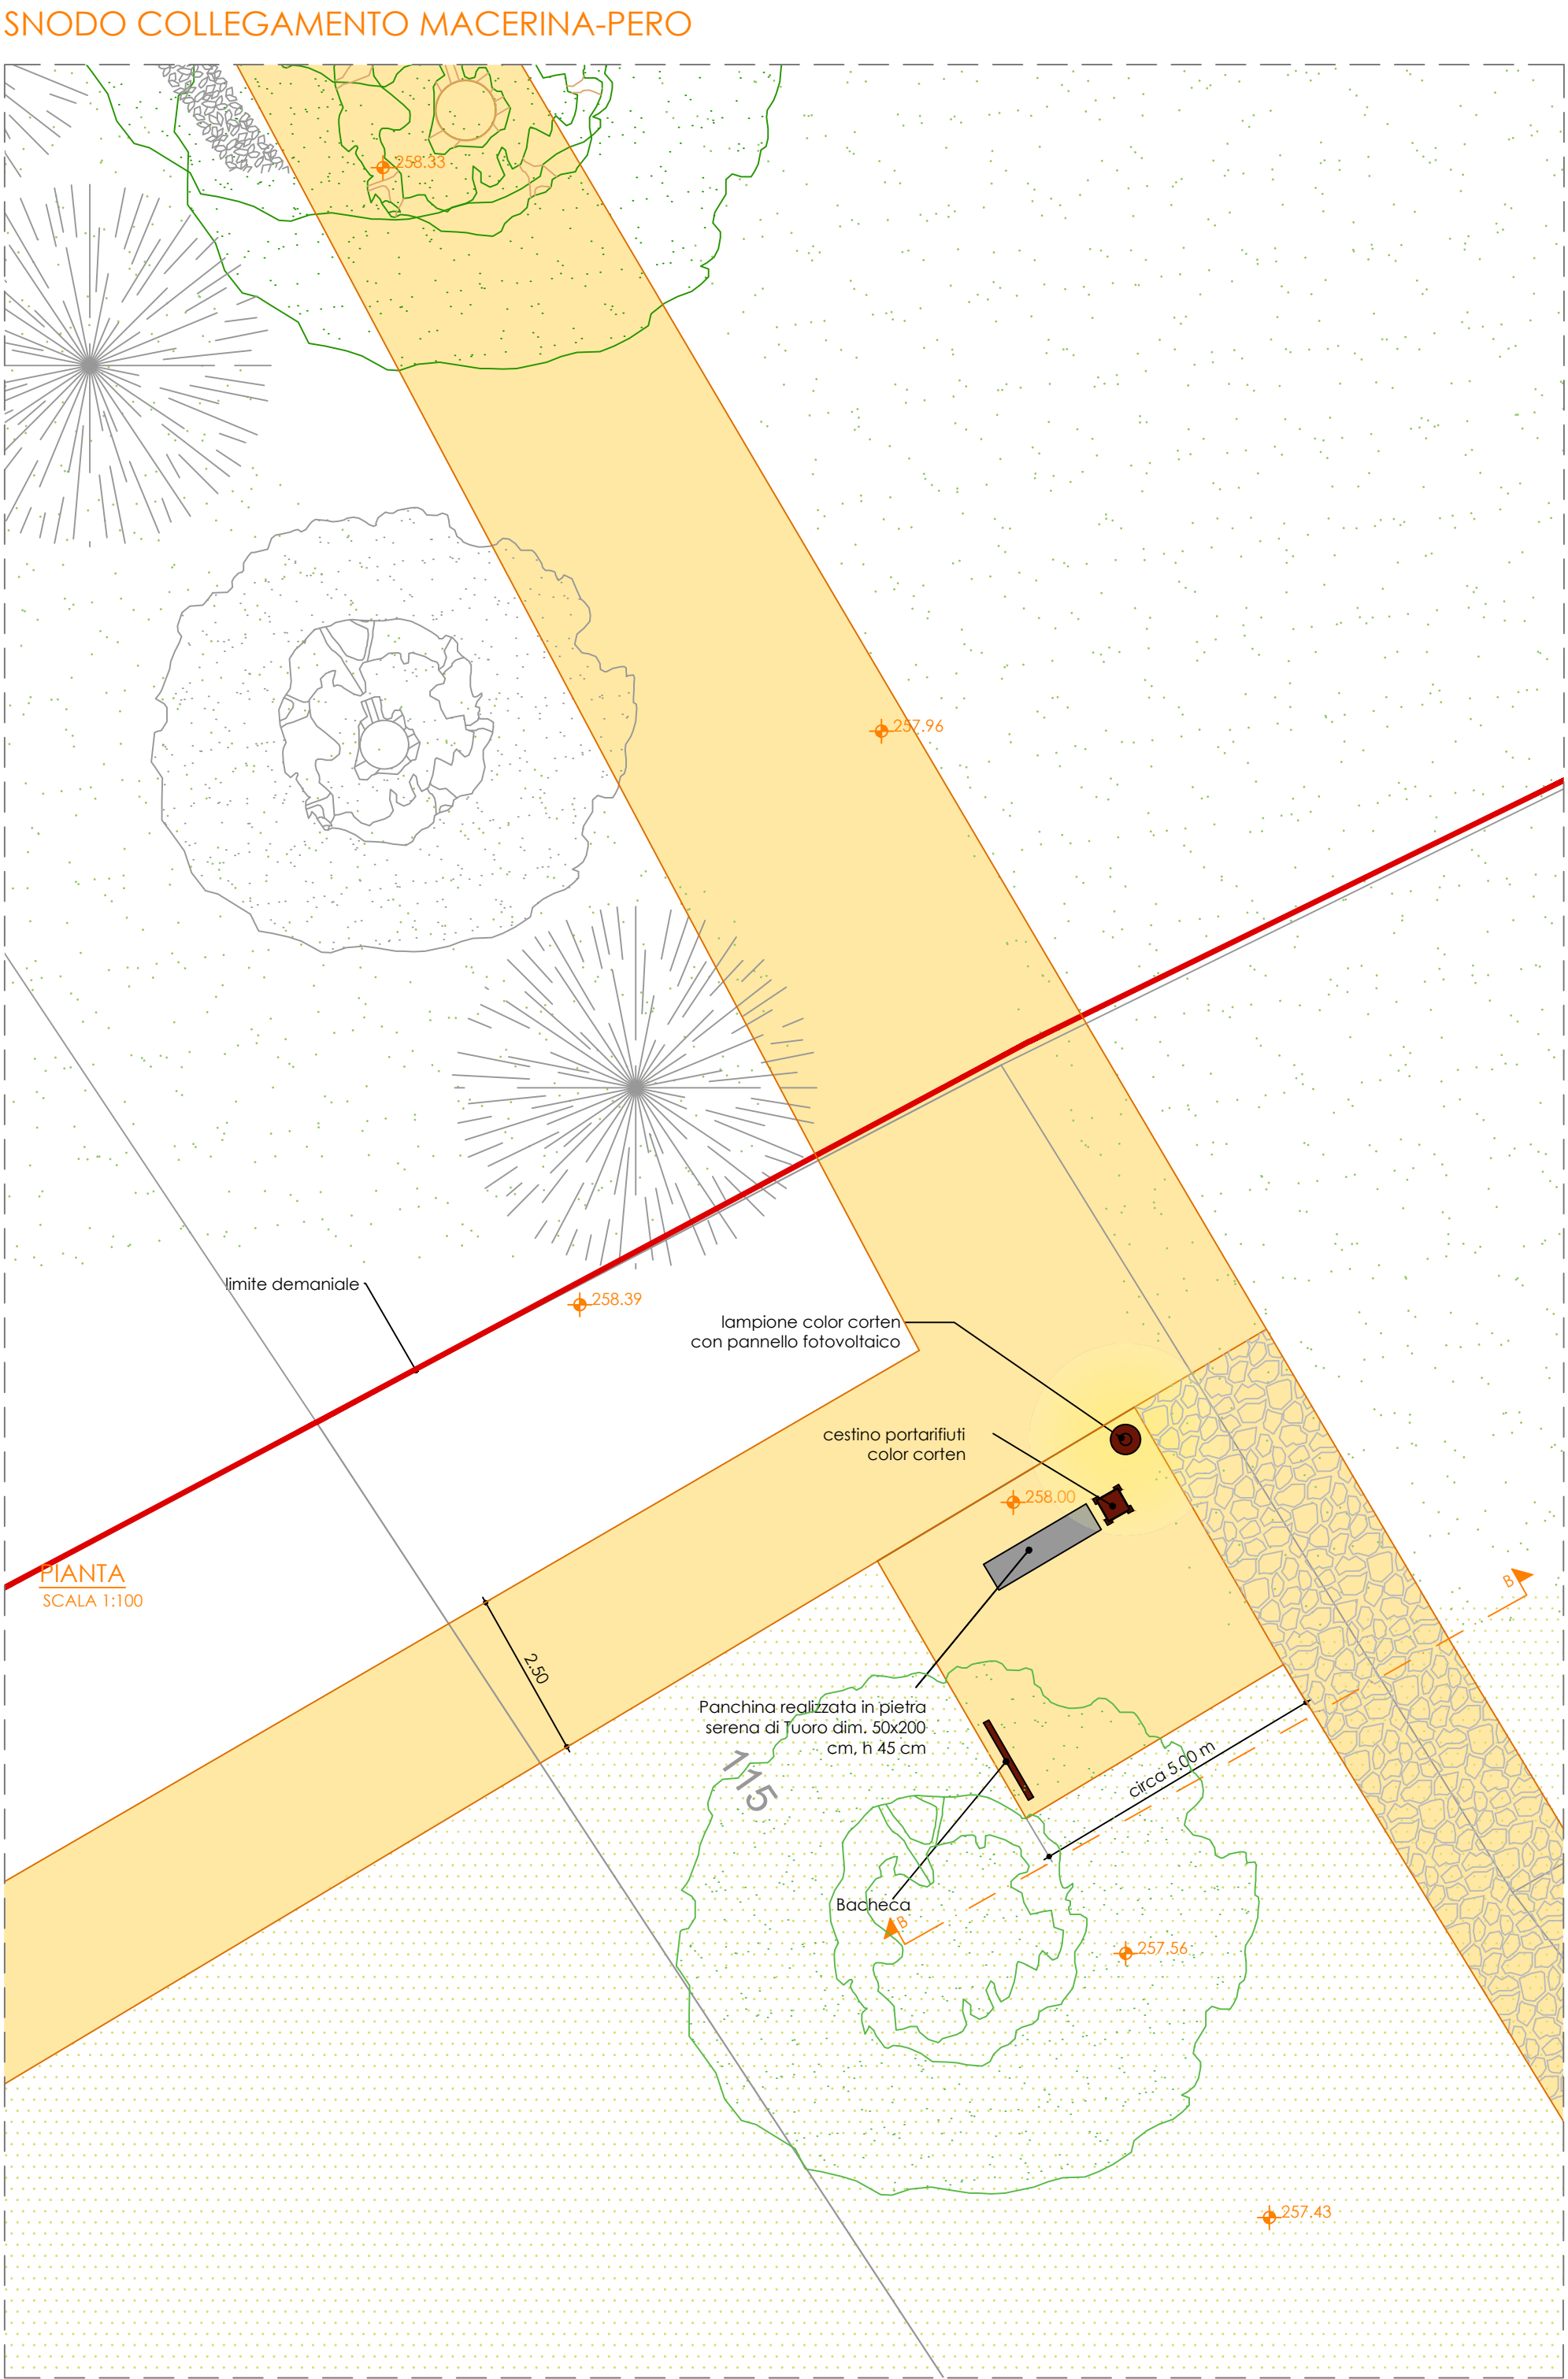 SNODO COLLEGAMENTO MACERINA-PERO
258.33
257.96
limite demaniale
258.39
lampione color corten
con pannello fotovoltaico
cestino portarifiuti
color corten
258.00
PIANTA
SCALA 1:100
B
2.50
Panchina realizzata in pietra
serena di Tuoro dim. 50x200
cm, h 45 cm
115
circa 5.00 m
Bacheca
B
257.56
257.43